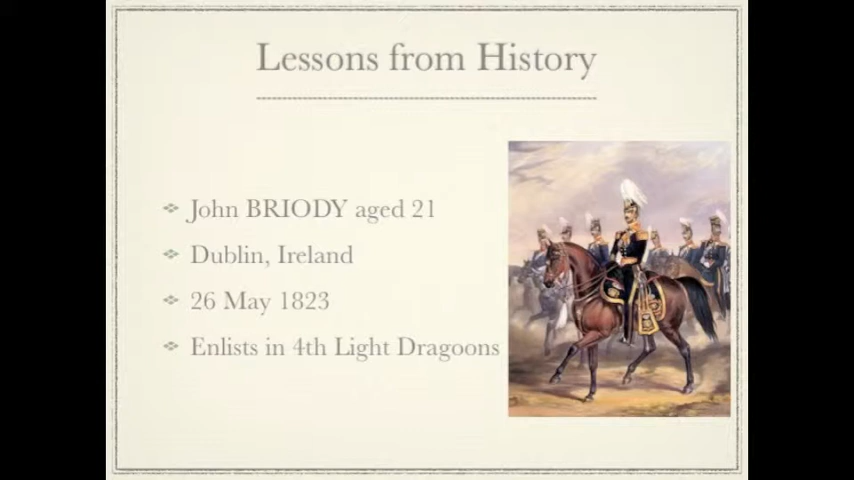 Lessons from History
John BRIODY aged 21
Dublin, Ireland
26 May 1823
Enlists in 4th Light Dragoons